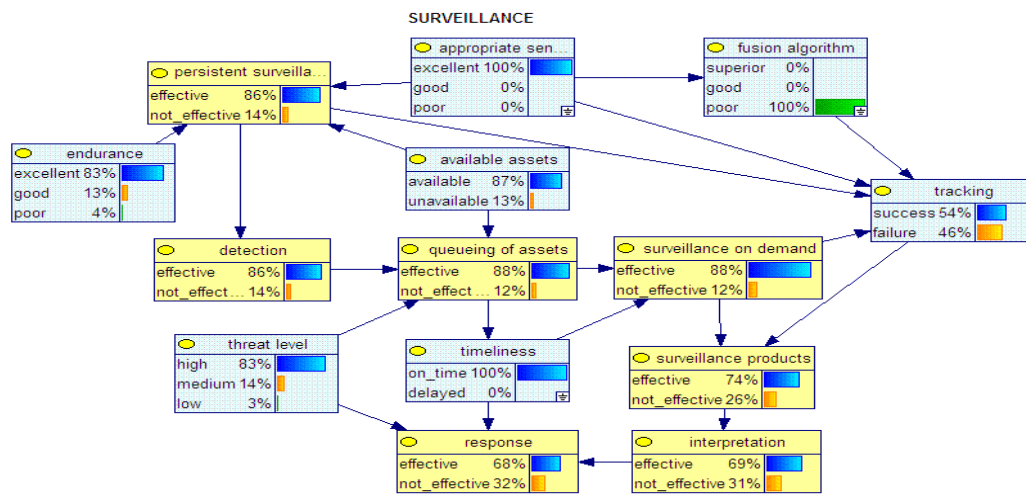 SURVEILLANCE
appropriate sen...
excellent 100%
good 0%
poor 0%
fusion algorithm
superior 0%
good 0%
poor 100%
persistent surveilla...
effective 86%
not_effective 14%
endurance
excellent 83%
good 13%
poor 4%
available assets
available 87%
unavailable 13%
tracking
success 54%
failure 46%
detection
effective 86%
not_effect ... 14%
queueing of assets
effective 88%
not_effect ... 12%
surveillance on demand
effective 88%
not_effective 12%
threat level
high 83%
medium 14%
low 3%
timeliness
on_time 100%
delayed 0%
surveillance products
effective 74%
not_effective 26%
response
effective 68%
not_effective 32%
interpretation
effective 69%
not_effective 31%